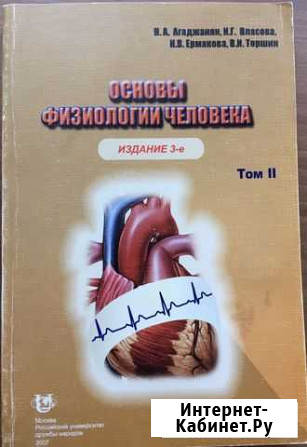 Н. А. Агаджанян, И.Г. Власова,
Н.В. Ермакова, В.И. Торшин
ОСНОВЫ
ФИЗИОЛОГИИ ЧЕЛОВЕКА
ИЗДАНИЕ 3-е
Том II
Москва
Российский университет
дружбы народов
2007
Интернет-
Кабинет.Ру